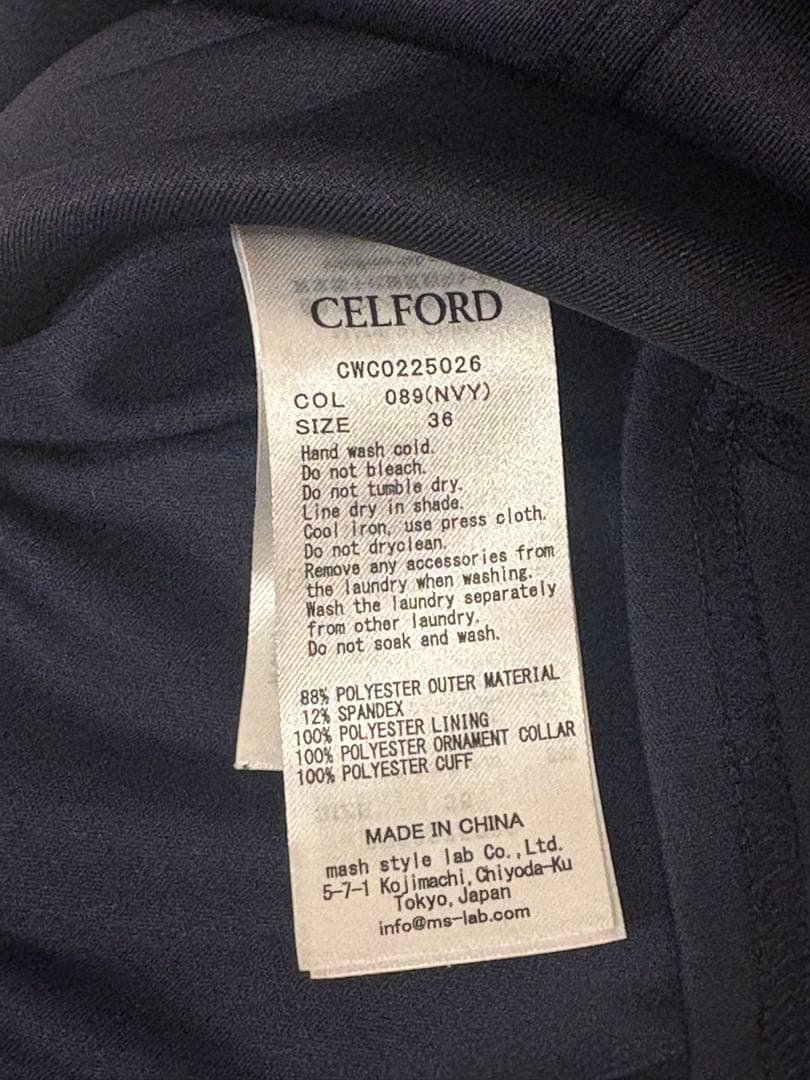 CELFORD
CWCO225026
COL 089(NVY)
SIZE 36
Hand wash cold.
Do not bleach.
Do not tumble dry.
Line dry in shade.
Cool iron, use press cloth.
Do not dryclean.
Remove any accessories from
the laundry when washing.
Wash the laundry separately
from other laundry.
Do not soak and wash.
88% POLYESTER OUTER MATERIAL
12% SPANDEX
100% POLYESTER LINING
100% POLYESTER ORNAMENT COLLAR
100% POLYESTER CUFF
MADE IN CHINA
mash style lab Co.,Ltd.
5-7-1 Kojimachi,Chiyoda-Ku
Tokyo,Japan
info@ms-lab.com